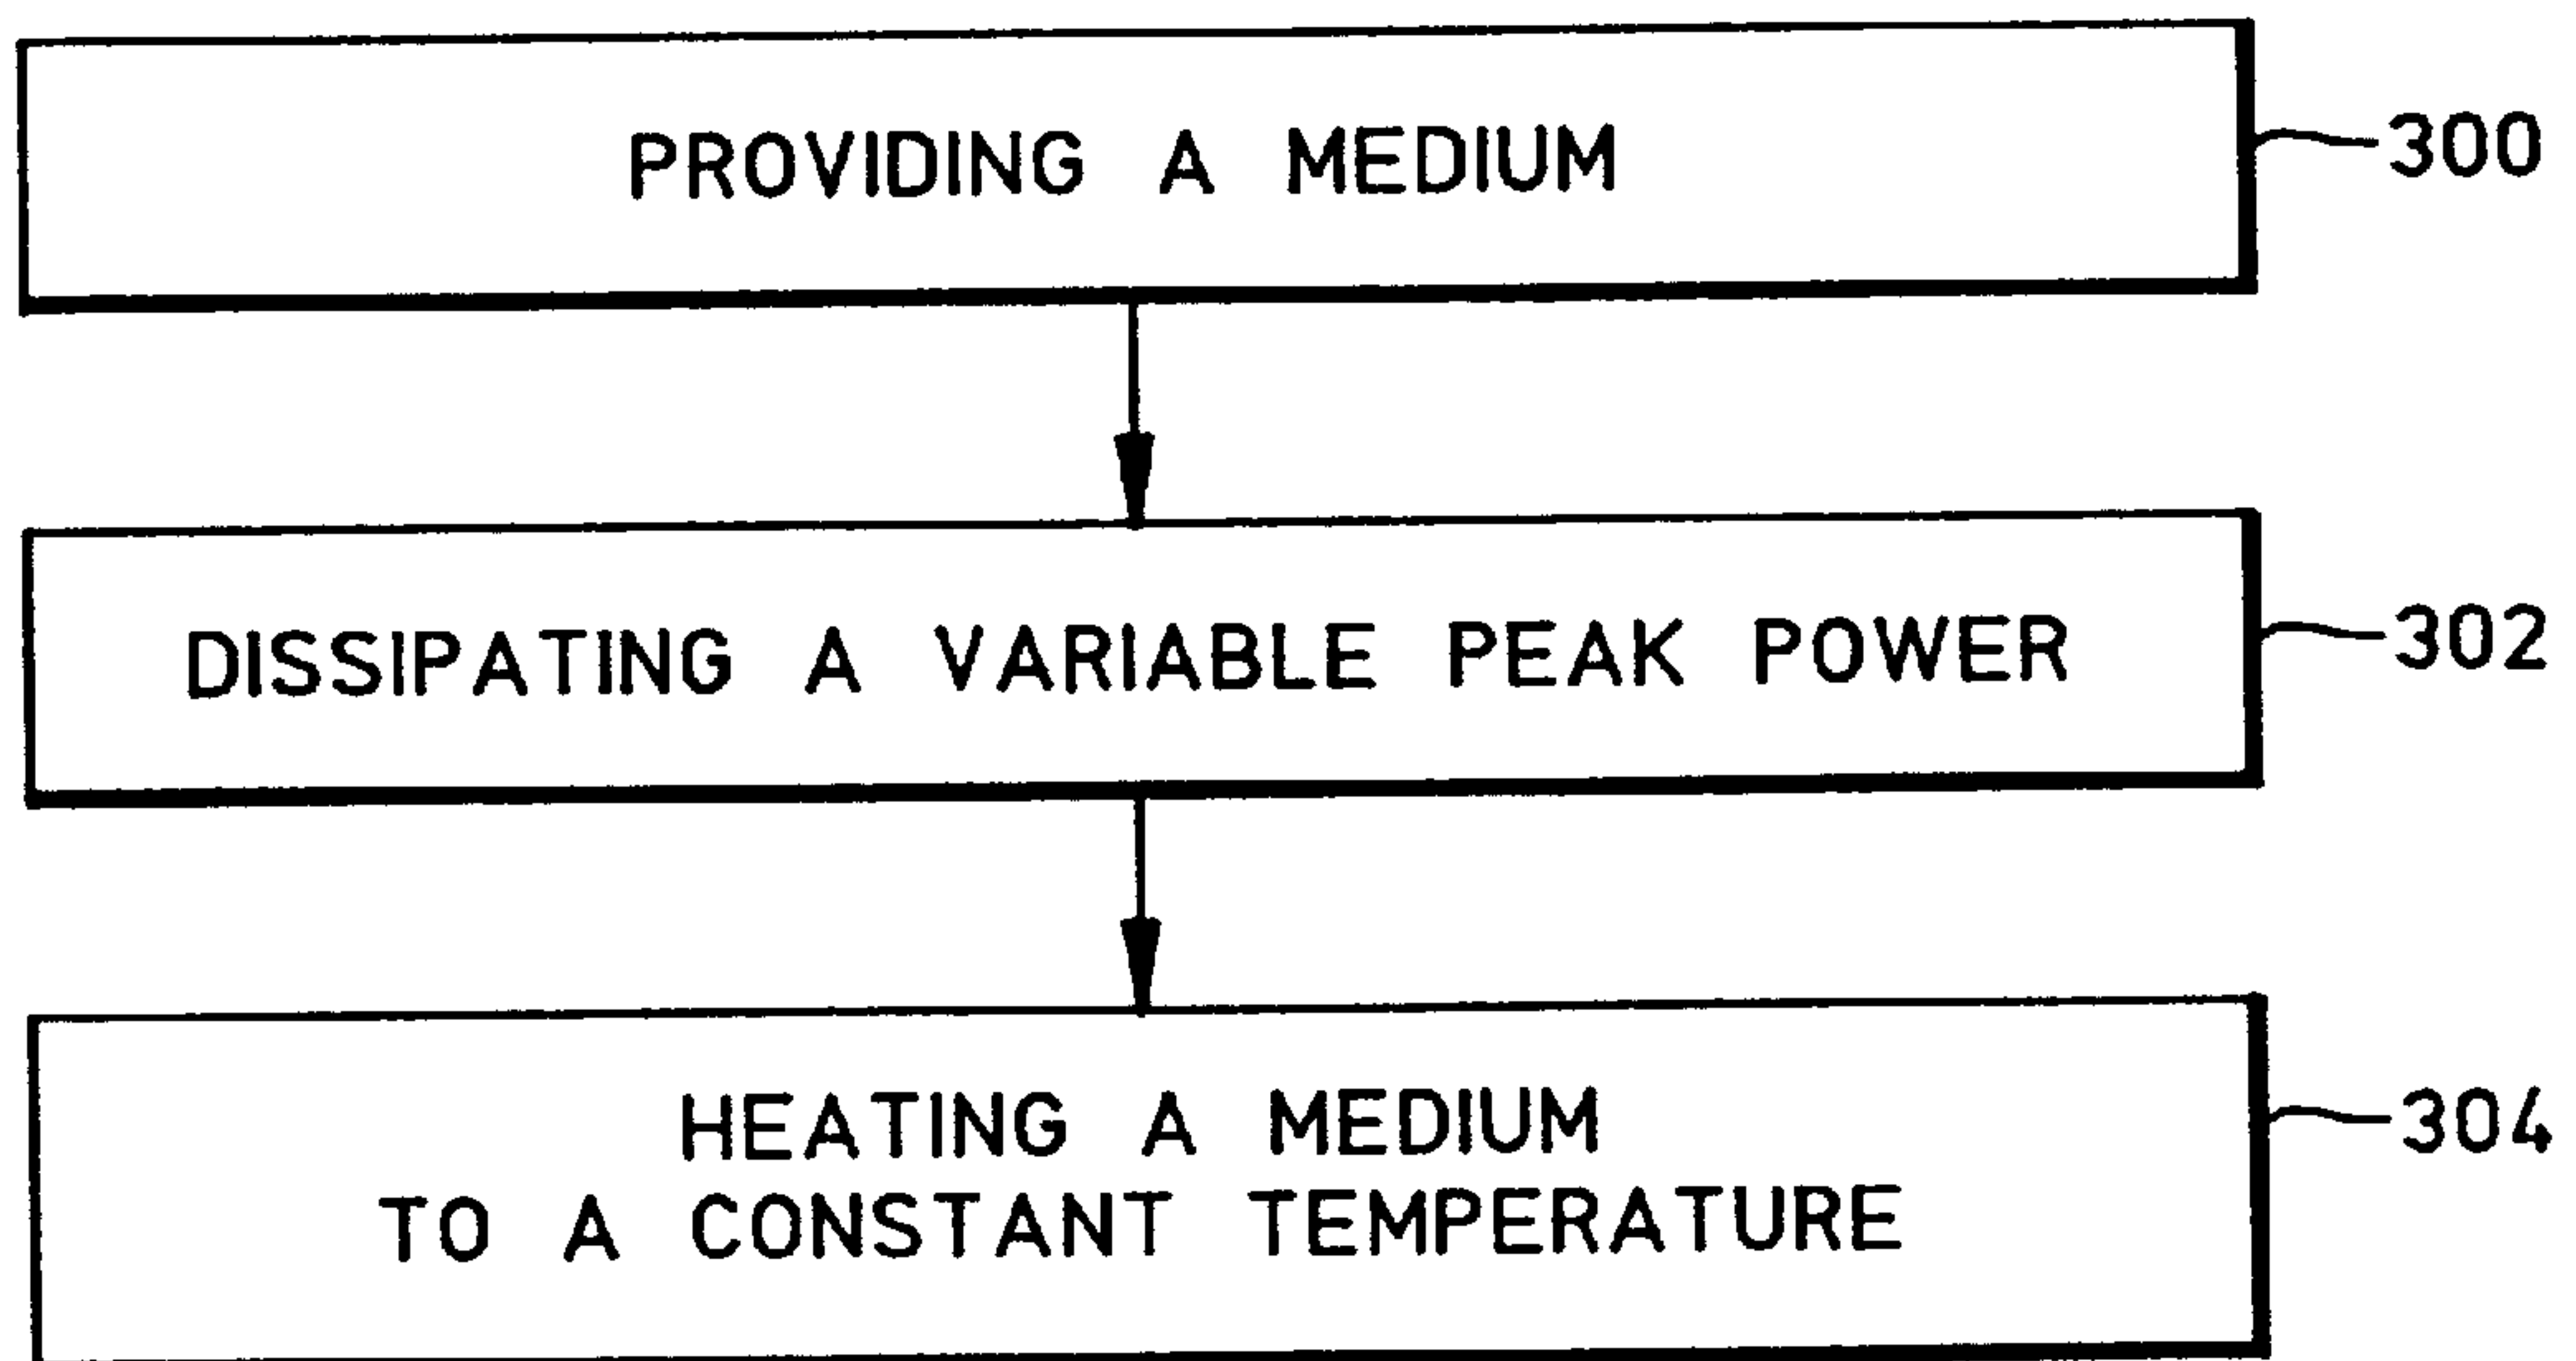 PROVIDING A MEDIUM
300
DISSIPATING A VARIABLE PEAK POWER
302
HEATING A MEDIUM
TO A CONSTANT TEMPERATURE
304